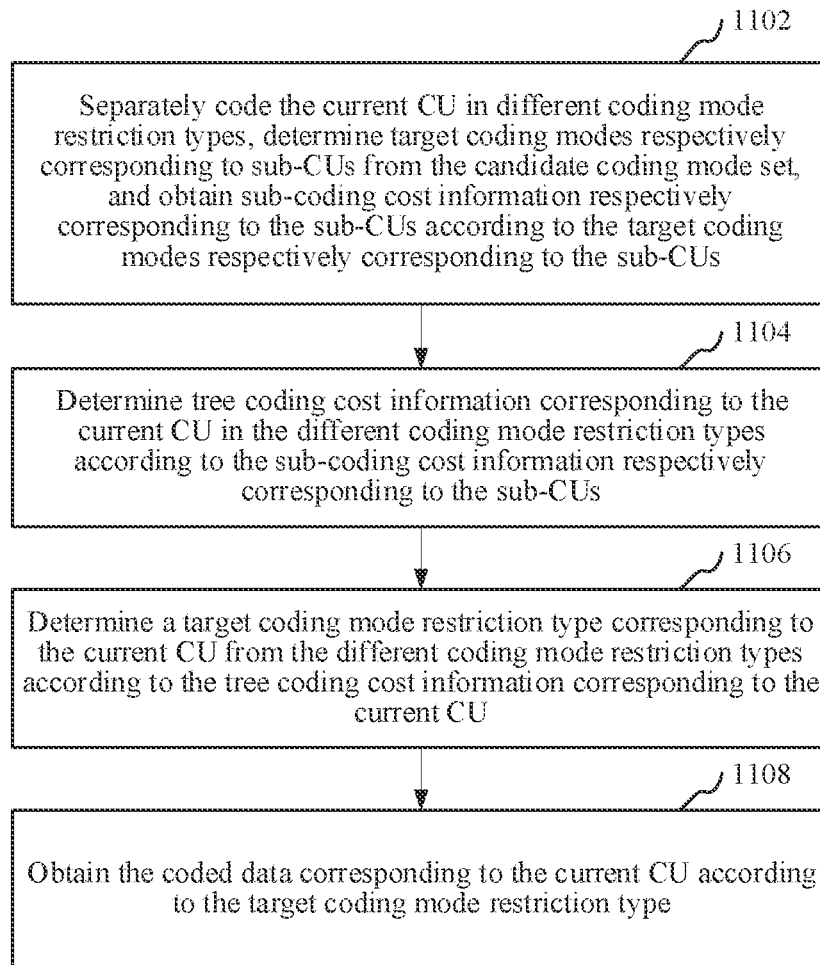 1102
Separately code the current CU in different coding mode
restriction types, determine target coding modes respectively
corresponding to sub-CUs from the candidate coding mode set,
and obtain sub-coding cost information respectively
corresponding to the sub-CUs according to the target coding
modes respectively corresponding to the sub-CUs
1104
Determine tree coding cost information corresponding to the
current CU in the different coding mode restriction types
according to the sub-coding cost information respectively
corresponding to the sub-CUs
1106
Determine a target coding mode restriction type corresponding to
the current CU from the different coding mode restriction types
according to the tree coding cost information corresponding to the
current CU
1108
Obtain the coded data corresponding to the current CU according
to the target coding mode restriction type